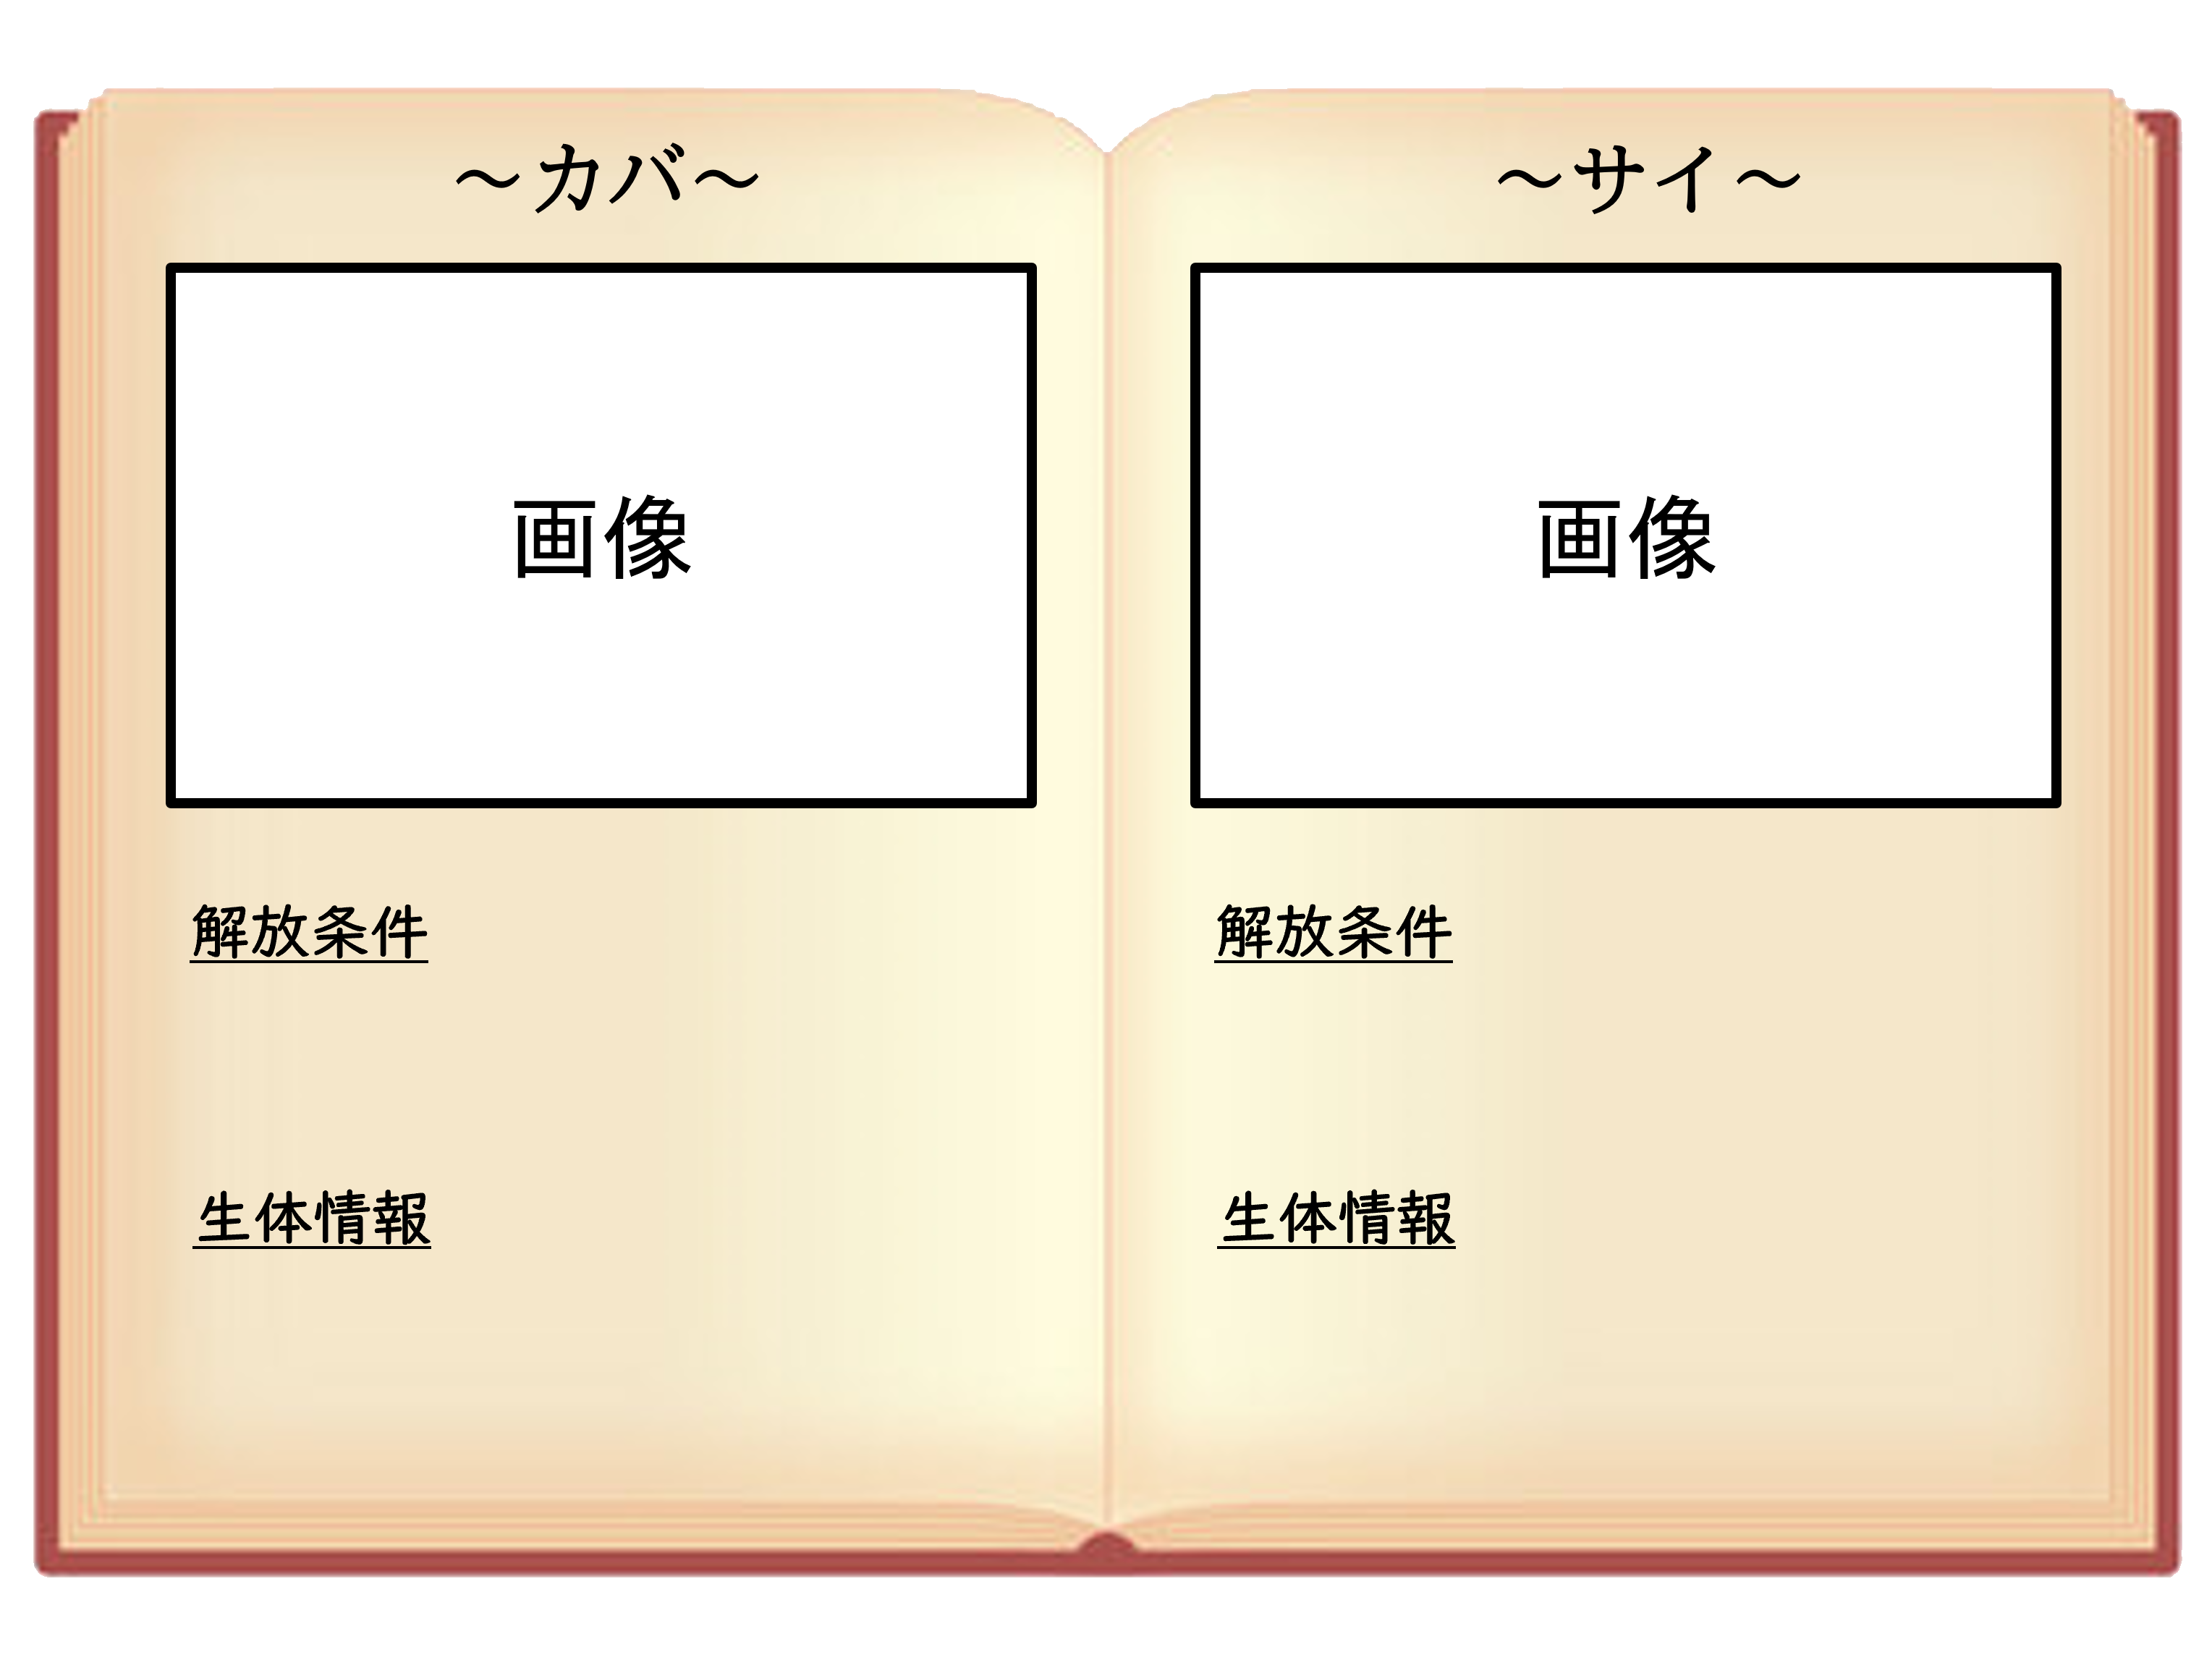 ～カバ～
画像
解放条件
生体情報
～サイ～
画像
解放条件
生体情報